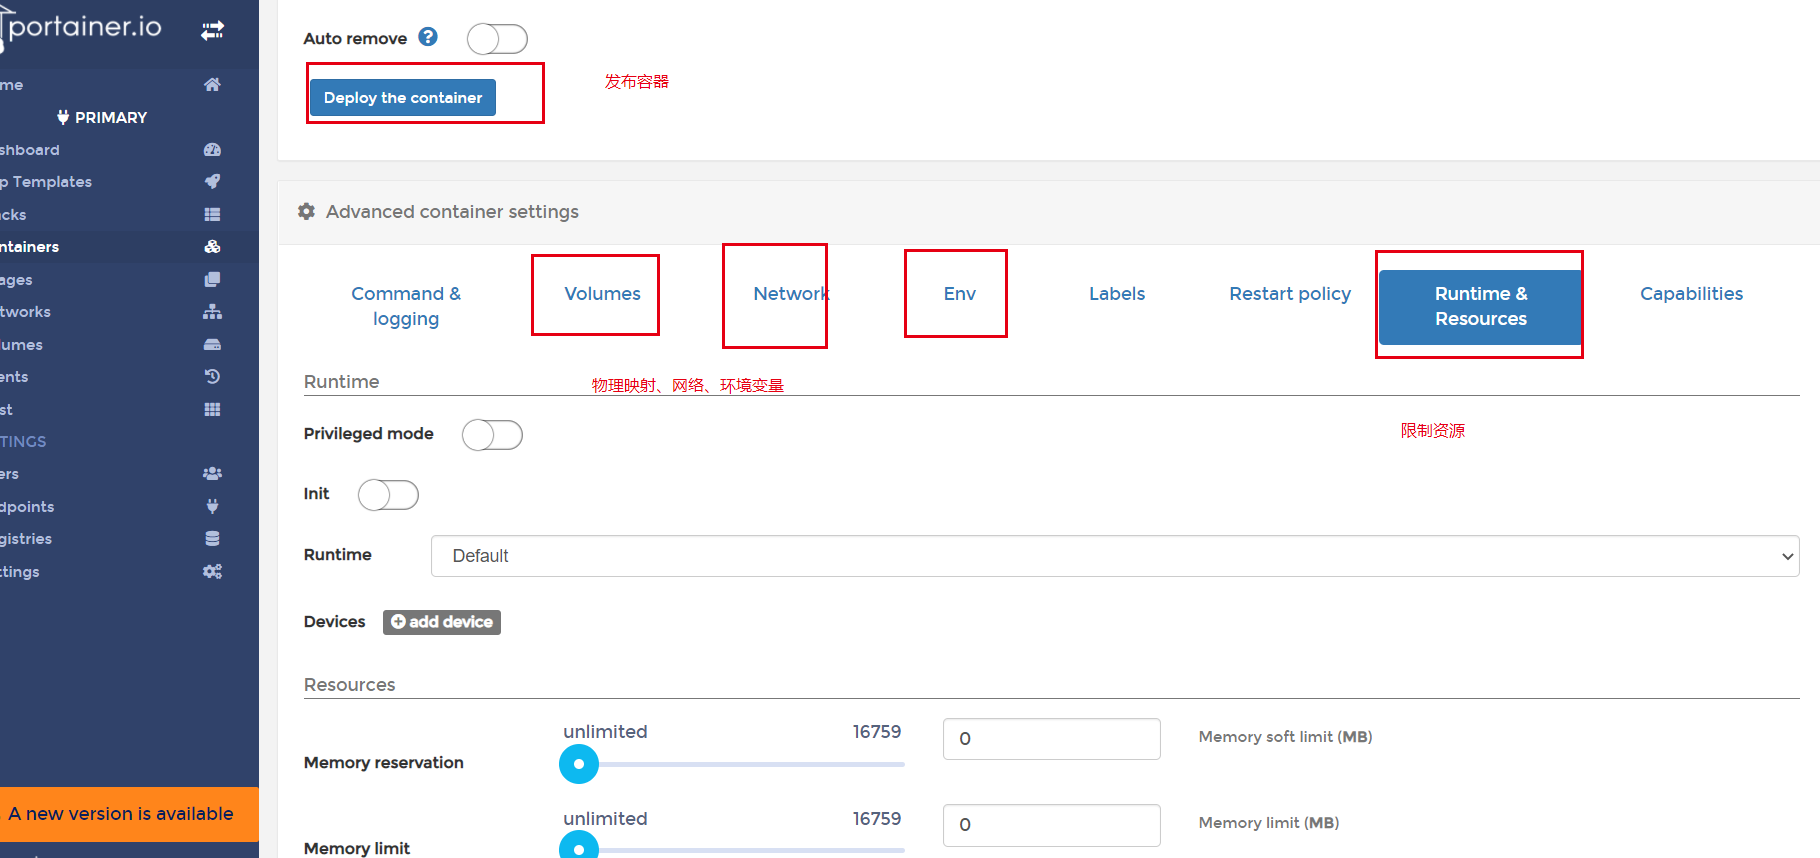 portainer.io
me
PRIMARY
shboard
p Templates
cks
ntainers
ages
tworks
lumes
ents
st
TINGS
ers
dpoints
gistries
ttings
A new version is available
Auto remove
Deploy the container
发布容器
Advanced container settings
Command & logging
Volumes
Network
Env
Labels
Restart policy
Runtime & Resources
Capabilities
Runtime
物理映射、网络、环境变量
Privileged mode
限制资源
Init
Runtime
Default
Devices
add device
Resources
unlimited
16759
Memory reservation
0
Memory soft limit (MB)
unlimited
16759
Memory limit
0
Memory limit (MB)